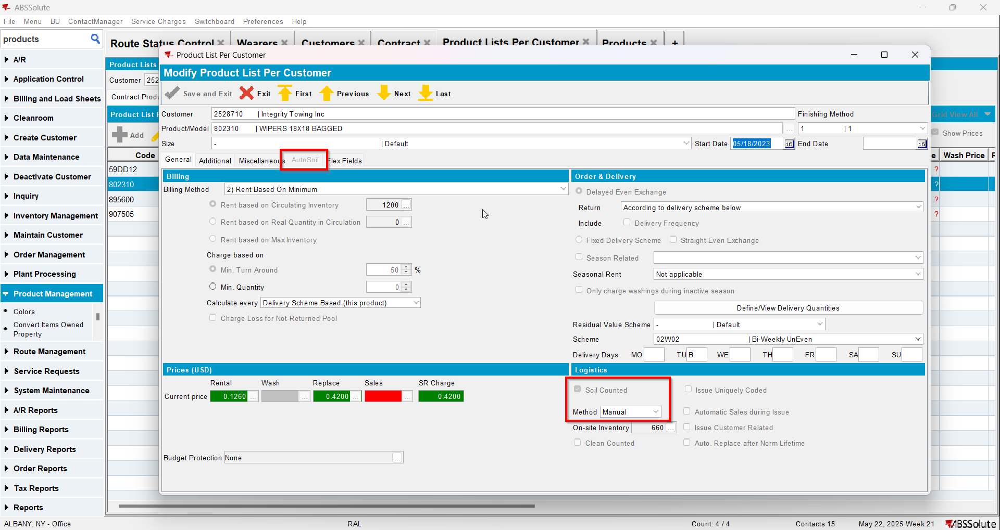 ABSSolute
File Menu BU ContactManager Service Charges Switchboard Preferences Help
products
Route Status Control Wearers Customers Contract Product Lists Per Customer Products +
A/R
Application Control
Billing and Load Sheets
Cleanroom
Create Customer
Data Maintenance
Deactivate Customer
Inquiry
Inventory Management
Maintain Customer
Order Management
Plant Processing
Product Management
Colors
Convert Items Owned
Property
Route Management
Service Requests
System Maintenance
A/R Reports
Billing Reports
Delivery Reports
Order Reports
Tax Reports
Reports
Product Lists
Customer 252
Contract Produ
Product List
Grid View All
Add
Show Prices
Code
Wash Price
59DD12 ?
802310 ?
895600 ?
907505 ?
Product List Per Customer
Modify Product List Per Customer
Save and Exit Exit First Previous Next Last
Customer 2528710 | Integrity Towing Inc Finishing Method
Product/Model 802310 | WIPERS 18X18 BAGGED ... 1 | 1
Size - | Default Start Date 05/18/2023 16 End Date 16
General Additional Miscellaneous AutoSoil Flex Fields
Billing
Billing Method 2) Rent Based On Minimum
Rent based on Circulating Inventory 1200 ...
Rent based on Real Quantity in Circulation 0 ...
Rent based on Max Inventory
Charge based on
Min. Turn Around 50 %
Min. Quantity 0
Calculate every Delivery Scheme Based (this product)
Charge Loss for Not-Returned Pool
Order & Delivery
Delayed Even Exchange
Return According to delivery scheme below
Include Delivery Frequency
Fixed Delivery Scheme Straight Even Exchange
Season Related
Seasonal Rent Not applicable
Only charge washings during inactive season
Define/View Delivery Quantities
Residual Value Scheme - | Default
Scheme 02W02 | Bi-Weekly UnEven
Delivery Days MO TU B WE TH FR SA SU
Prices (USD)
Rental Wash Replace Sales SR Charge
Current price 0.1260 ... ... 0.4200 ... ... 0.4200
Budget Protection None ...
Logistics
Soil Counted Issue Uniquely Coded
Method Manual Automatic Sales during Issue
On-site Inventory 660 ... Issue Customer Related
Clean Counted Auto. Replace after Norm Lifetime
ALBANY, NY - Office RAL Count: 4 / 4 Contacts 15 May 22, 2025 Week 21 ABSSolute